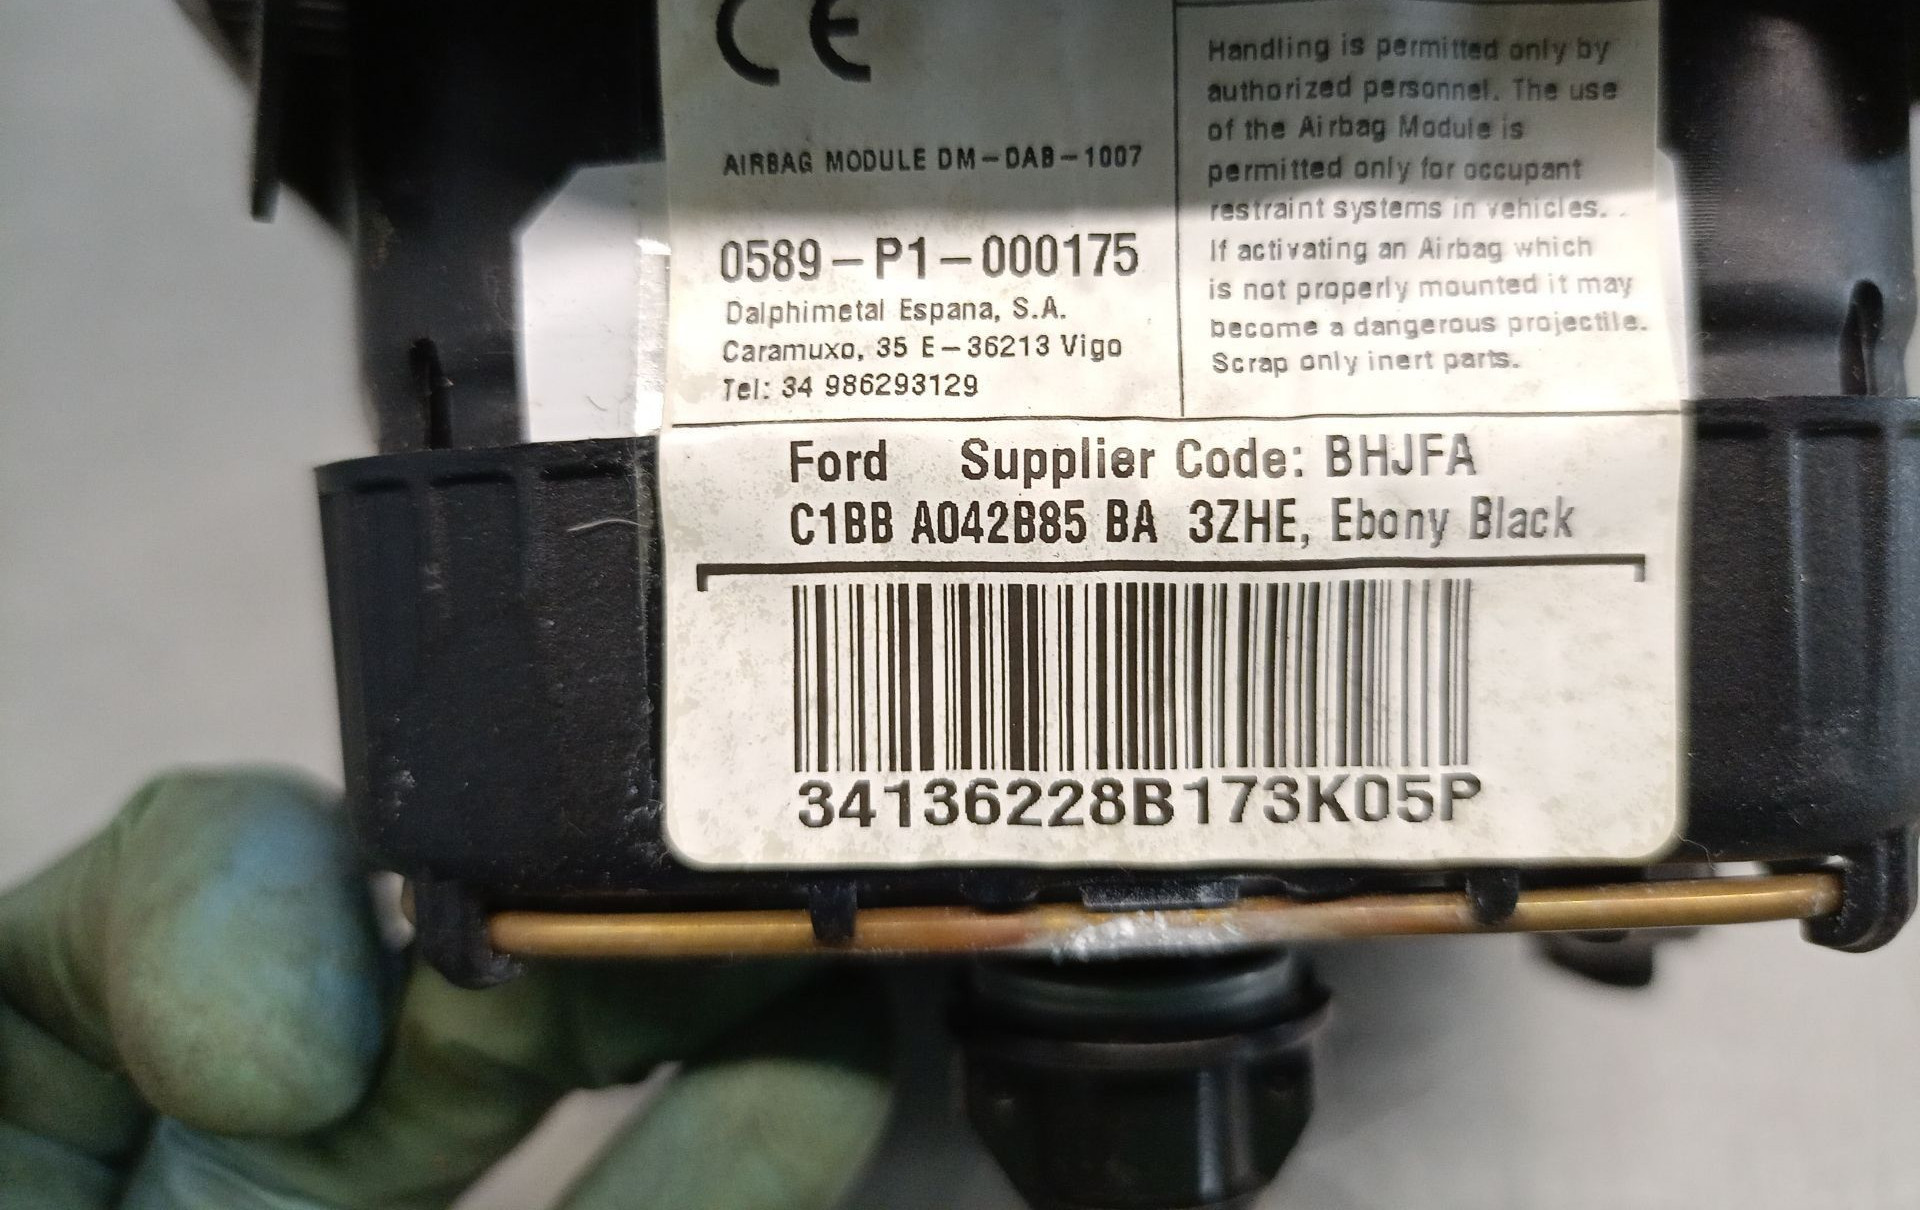 CE
AIRBAG MODULE DM-DAB-1007
0589-P1-000175
Dalphimetal Espana, S.A.
Caramuxo, 35 E-36213 Vigo
Tel: 34 986293129
Handling is permitted only by
authorized personnel. The use
of the Airbag Module is
permitted only for occupant
restraint systems in vehicles. .
If activating an Airbag which
is not properly mounted it may
become a dangerous projectile.
Scrap only inert parts.
Ford Supplier Code: BHJFA
C1BB A042B85 BA 3ZHE, Ebony Black
34136228B173K05P